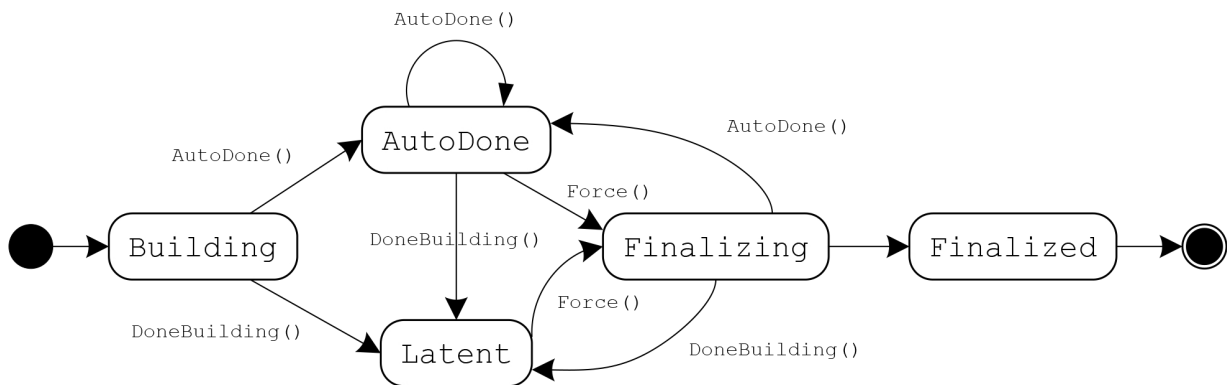 AutoDone()
AutoDone
AutoDone()
AutoDone()
Force()
DoneBuilding()
Building
Finalizing
Finalized
Force()
DoneBuilding()
Latent
DoneBuilding()